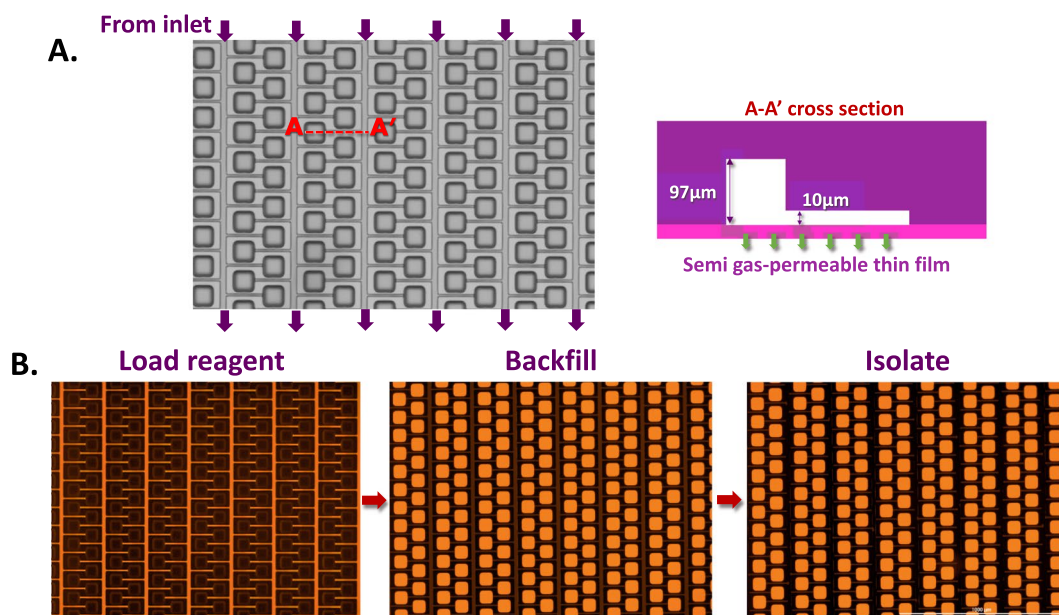 From inlet
A.
A A'
A-A' cross section
97µm
10µm
Semi gas-permeable thin film
B.
Load reagent
Backfill
Isolate